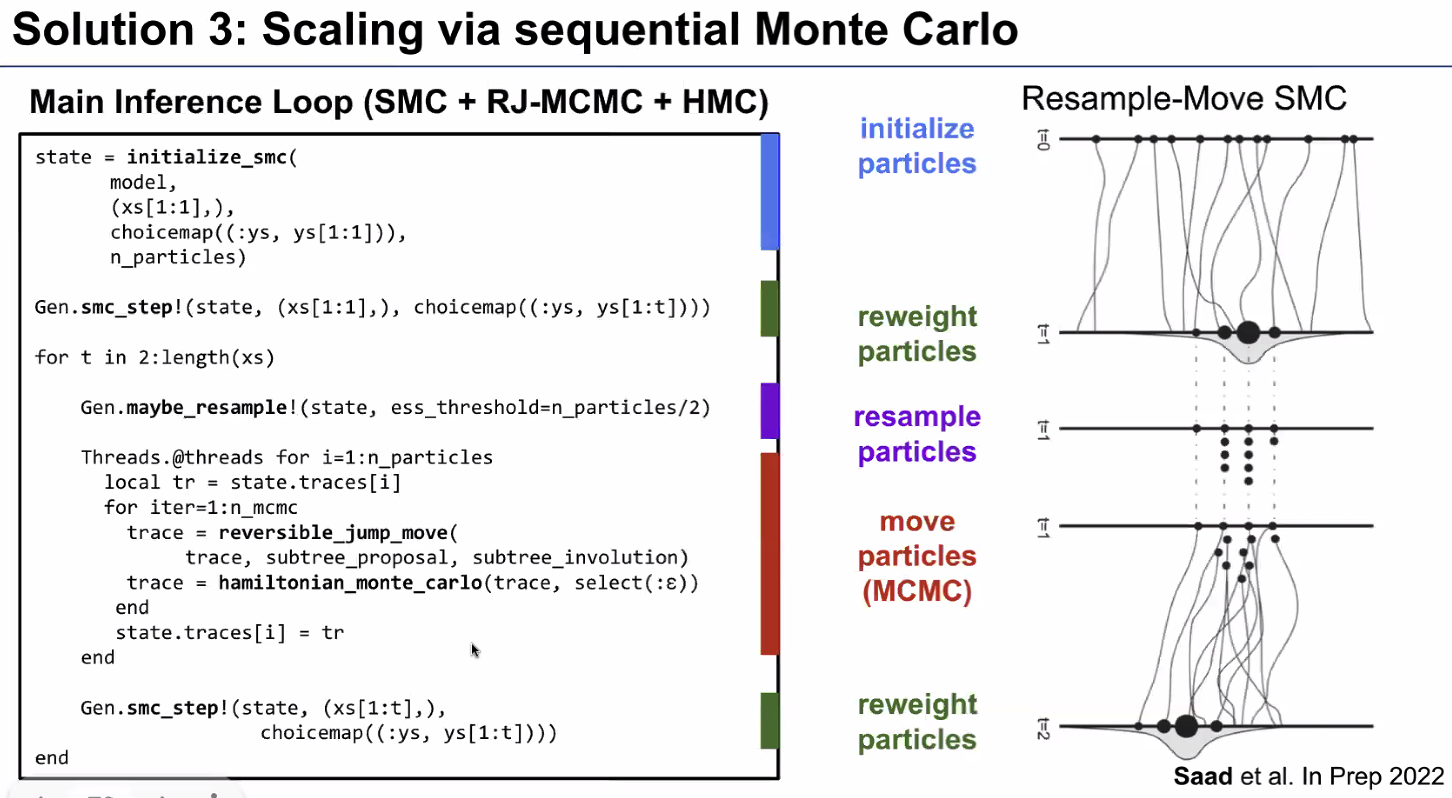 Solution 3: Scaling via sequential Monte Carlo
Main Inference Loop (SMC + RJ-MCMC + HMC)
state = initialize_smc(
model,
(xs[1:1],),
choicemap((:ys, ys[1:1])),
n_particles)
Gen.smc_step!(state, (xs[1:1],), choicemap((:ys, ys[1:t])))
for t in 2:length(xs)
Gen.maybe_resample!(state, ess_threshold=n_particles/2)
Threads.@threads for i=1:n_particles
local tr = state.traces[i]
for iter=1:n_mcmc
trace = reversible_jump_move(
trace, subtree_proposal, subtree_involution)
trace = hamiltonian_monte_carlo(trace, select(:ε))
end
state.traces[i] = tr
end
Gen.smc_step!(state, (xs[1:t],),
choicemap((:ys, ys[1:t])))
end
initialize
particles
reweight
particles
resample
particles
move
particles
(MCMC)
reweight
particles
Resample-Move SMC
t=0
t=1
t=1
t=1
t=2
Saad et al. In Prep 2022